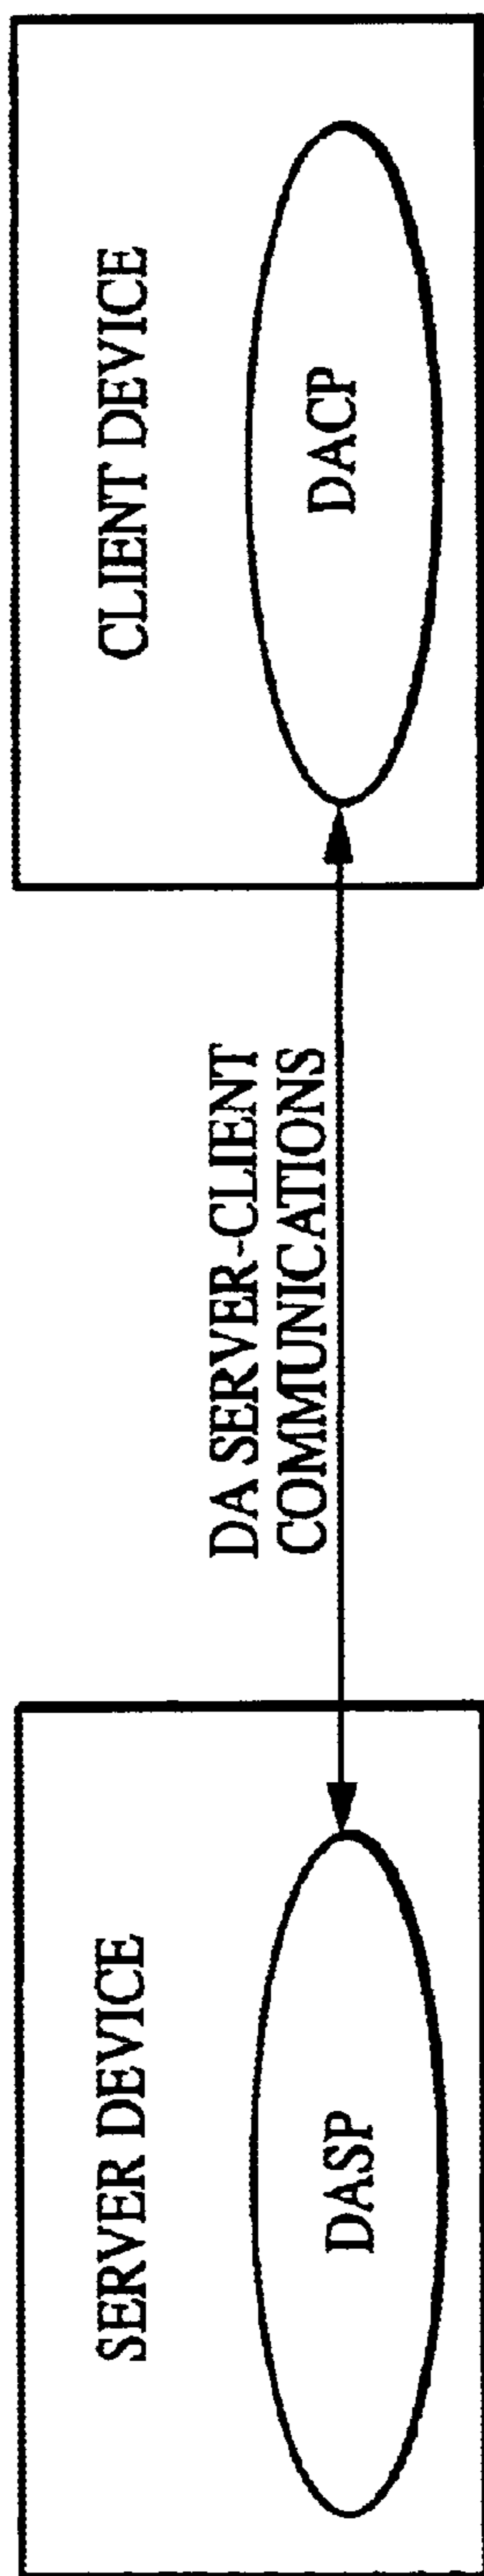 SERVER DEVICE
DASP
DA SERVER-CLIENT
COMMUNICATIONS
CLIENT DEVICE
DACP